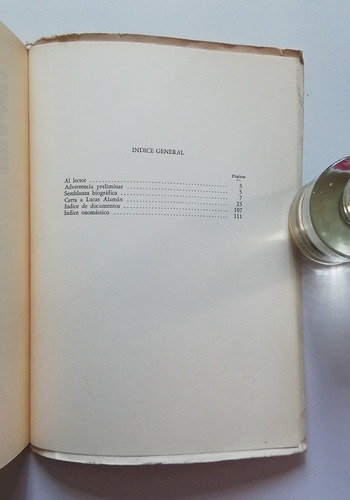 INDICE GENERAL
Páginas
Al lector . . . 3
Advertencia preliminar . . . 5
Semblanza biográfica . . . 7
Carta a Lucas Alamán . . . 25
Indice de documentos . . . 107
Indice onomástico . . . 111